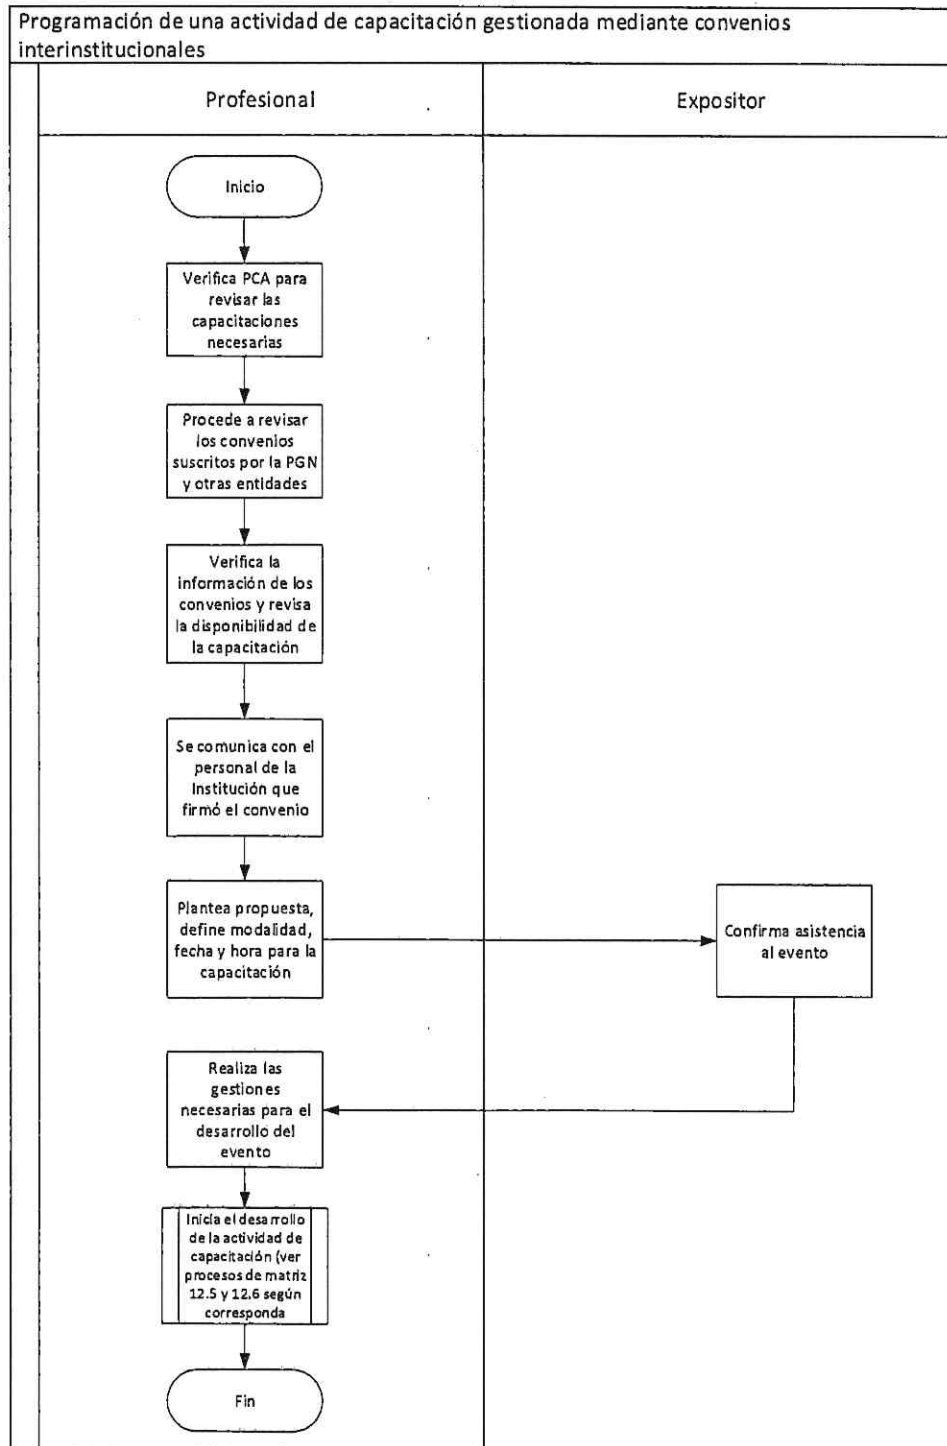 Programación de una actividad de capacitación gestionada mediante convenios
interinstitucionales
Profesional
Expositor
Inicio
Verifica PCA para
revisar las
capacitaciones
necesarias
Procede a revisar
los convenios
suscritos por la PGN
y otras entidades
Verifica la
información de los
convenios y revisa
la disponibilidad de
la capacitación
Se comunica con el
personal de la
Institución que
firmó el convenio
Plantea propuesta,
define modalidad,
fecha y hora para la
capacitación
Confirma asistencia
al evento
Realiza las
gestiones
necesarias para el
desarrollo del
evento
Inicia el desarrollo
de la actividad de
capacitación (ver
procesos de matriz
12.5 y 12.6 según
corresponda
Fin